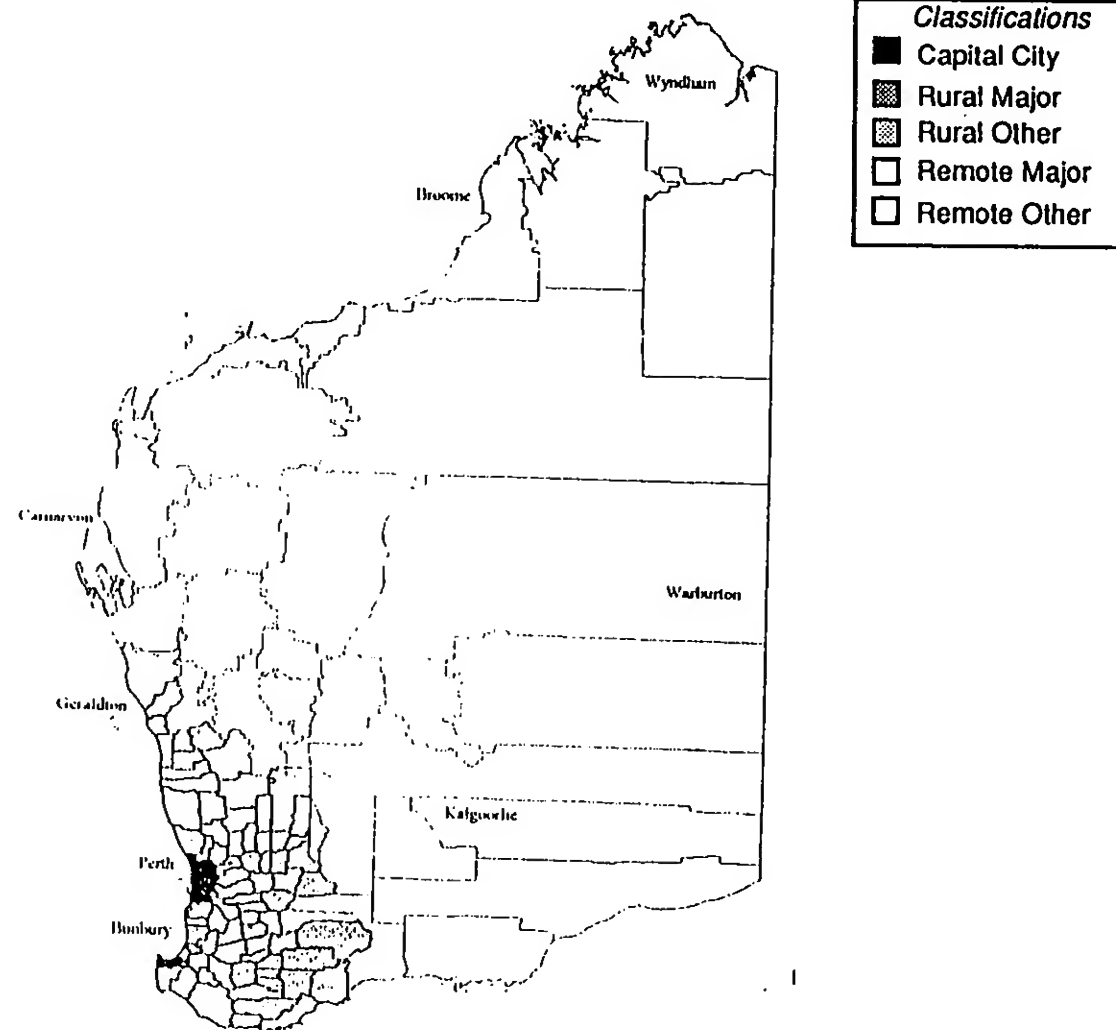 Classifications
Capital City
Rural Major
Rural Other
Remote Major
Remote Other
Wyndham
Broome
Carnarvon
Warburton
Geraldton
Kalgoorlie
Perth
Bunbury